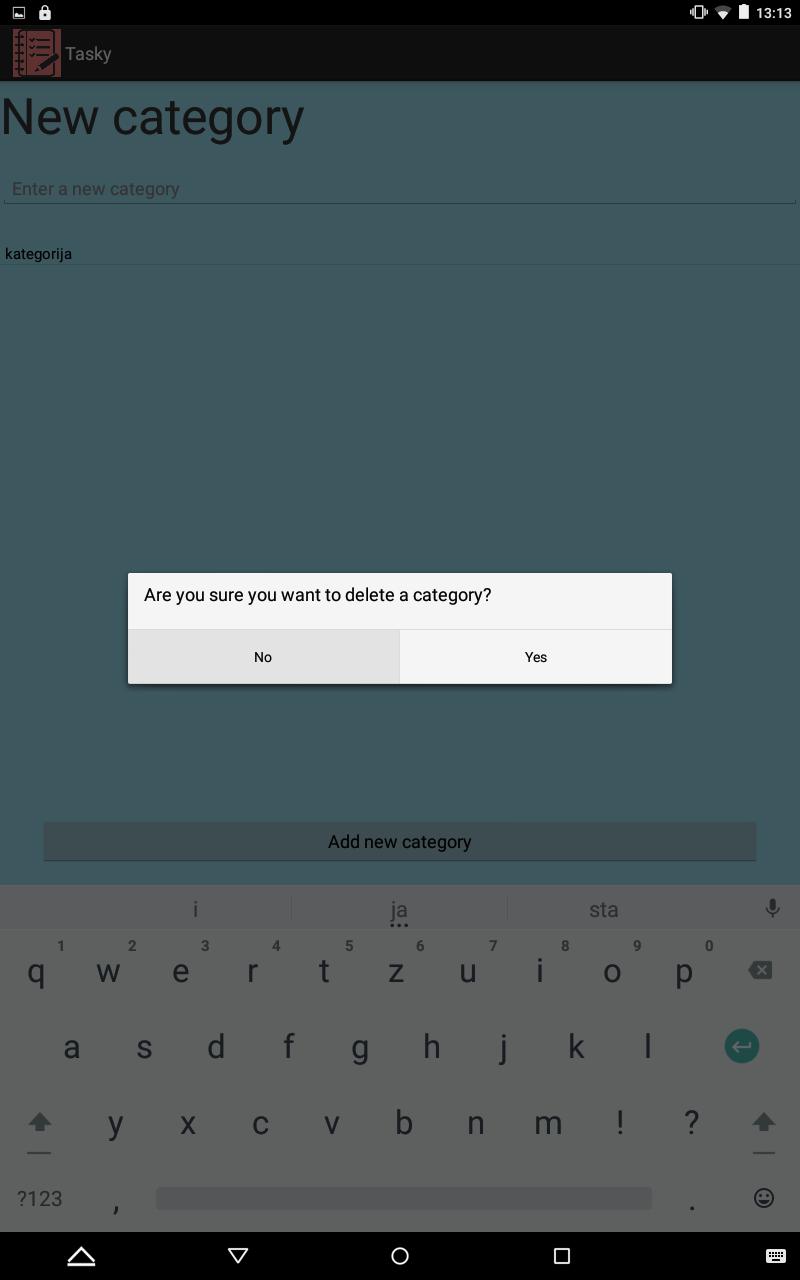 13:13
Tasky
New category
Enter a new category
kategorija
Are you sure you want to delete a category?
No Yes
Add new category
i ja sta
1 2 3 4 5 6 7 8 9 0
q w e r t z u i o p
a s d f g h j k l
y x c v b n m ! ?
?123 , .